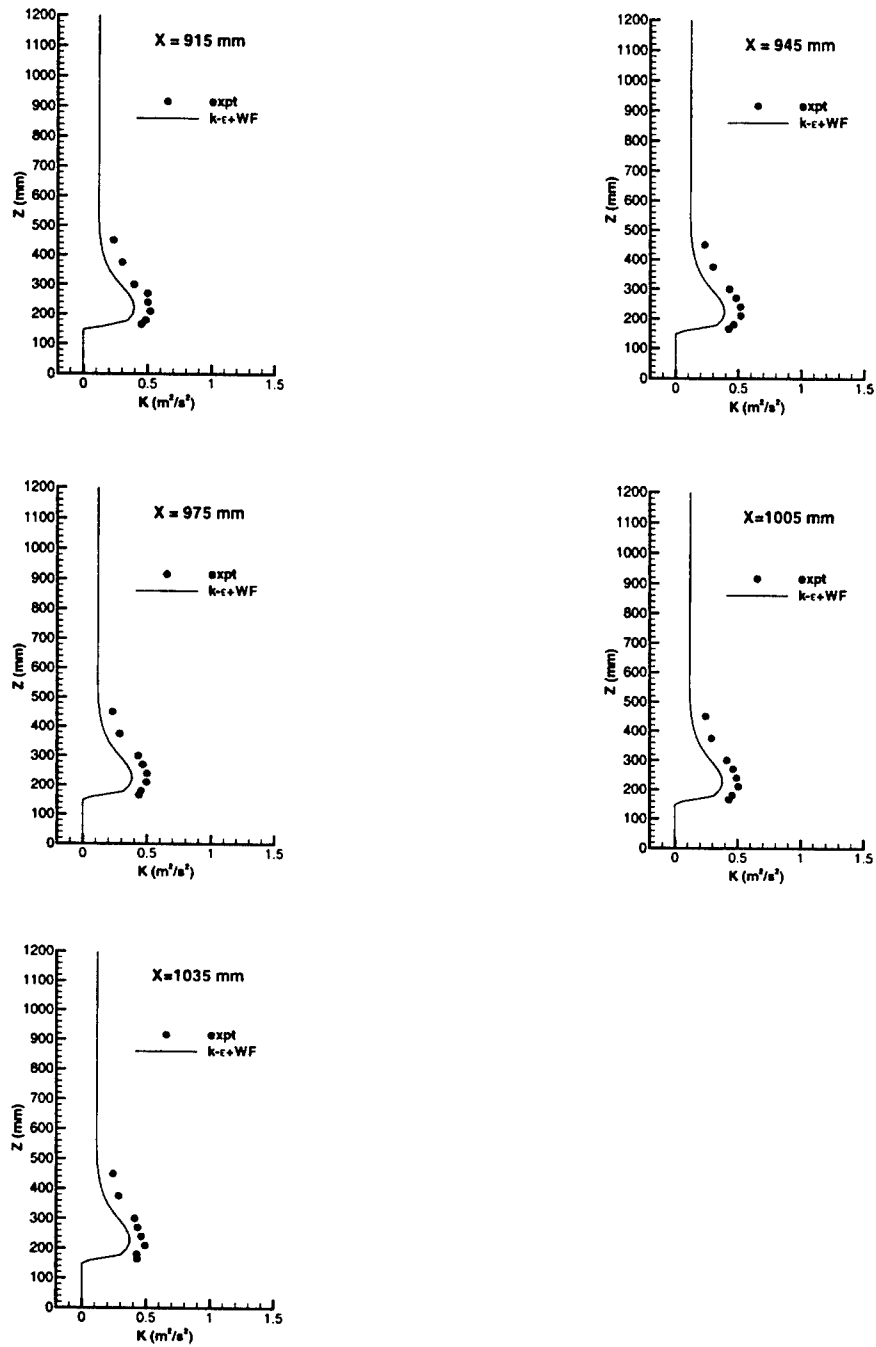 X = 915 mm
expt
k-ε+WF
Z (mm)
1200
1100
1000
900
800
700
600
500
400
300
200
100
0
0 0.5 1 1.5
K (m²/s²)
X = 945 mm
expt
k-ε+WF
Z (mm)
1200
1100
1000
900
800
700
600
500
400
300
200
100
0
0 0.5 1 1.5
K (m²/s²)
X = 975 mm
expt
k-ε+WF
Z (mm)
1200
1100
1000
900
800
700
600
500
400
300
200
100
0
0 0.5 1 1.5
K (m²/s²)
X=1005 mm
expt
k-ε+WF
Z (mm)
1200
1100
1000
900
800
700
600
500
400
300
200
100
0
0 0.5 1 1.5
K (m²/s²)
X=1035 mm
expt
k-ε+WF
Z (mm)
1200
1100
1000
900
800
700
600
500
400
300
200
100
0
0 0.5 1 1.5
K (m²/s²)